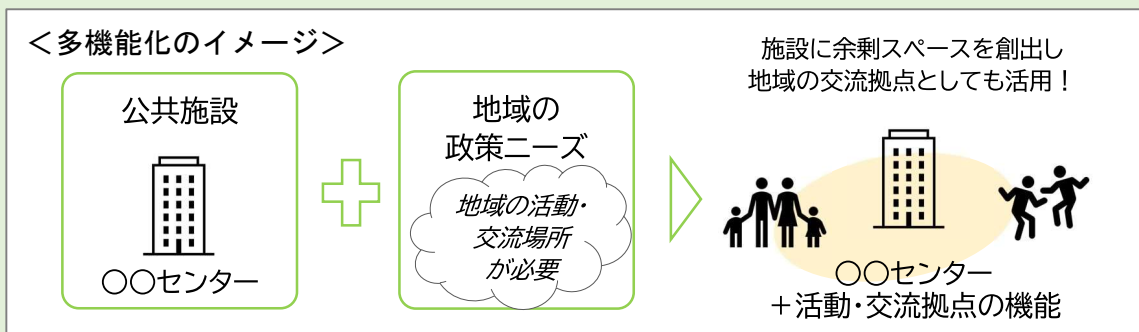 ＜多機能化のイメージ＞
公共施設
○○センター
地域の
政策ニーズ
地域の活動・
交流場所
が必要
施設に余剰スペースを創出し
地域の交流拠点としても活用！
○○センター
＋活動・交流拠点の機能